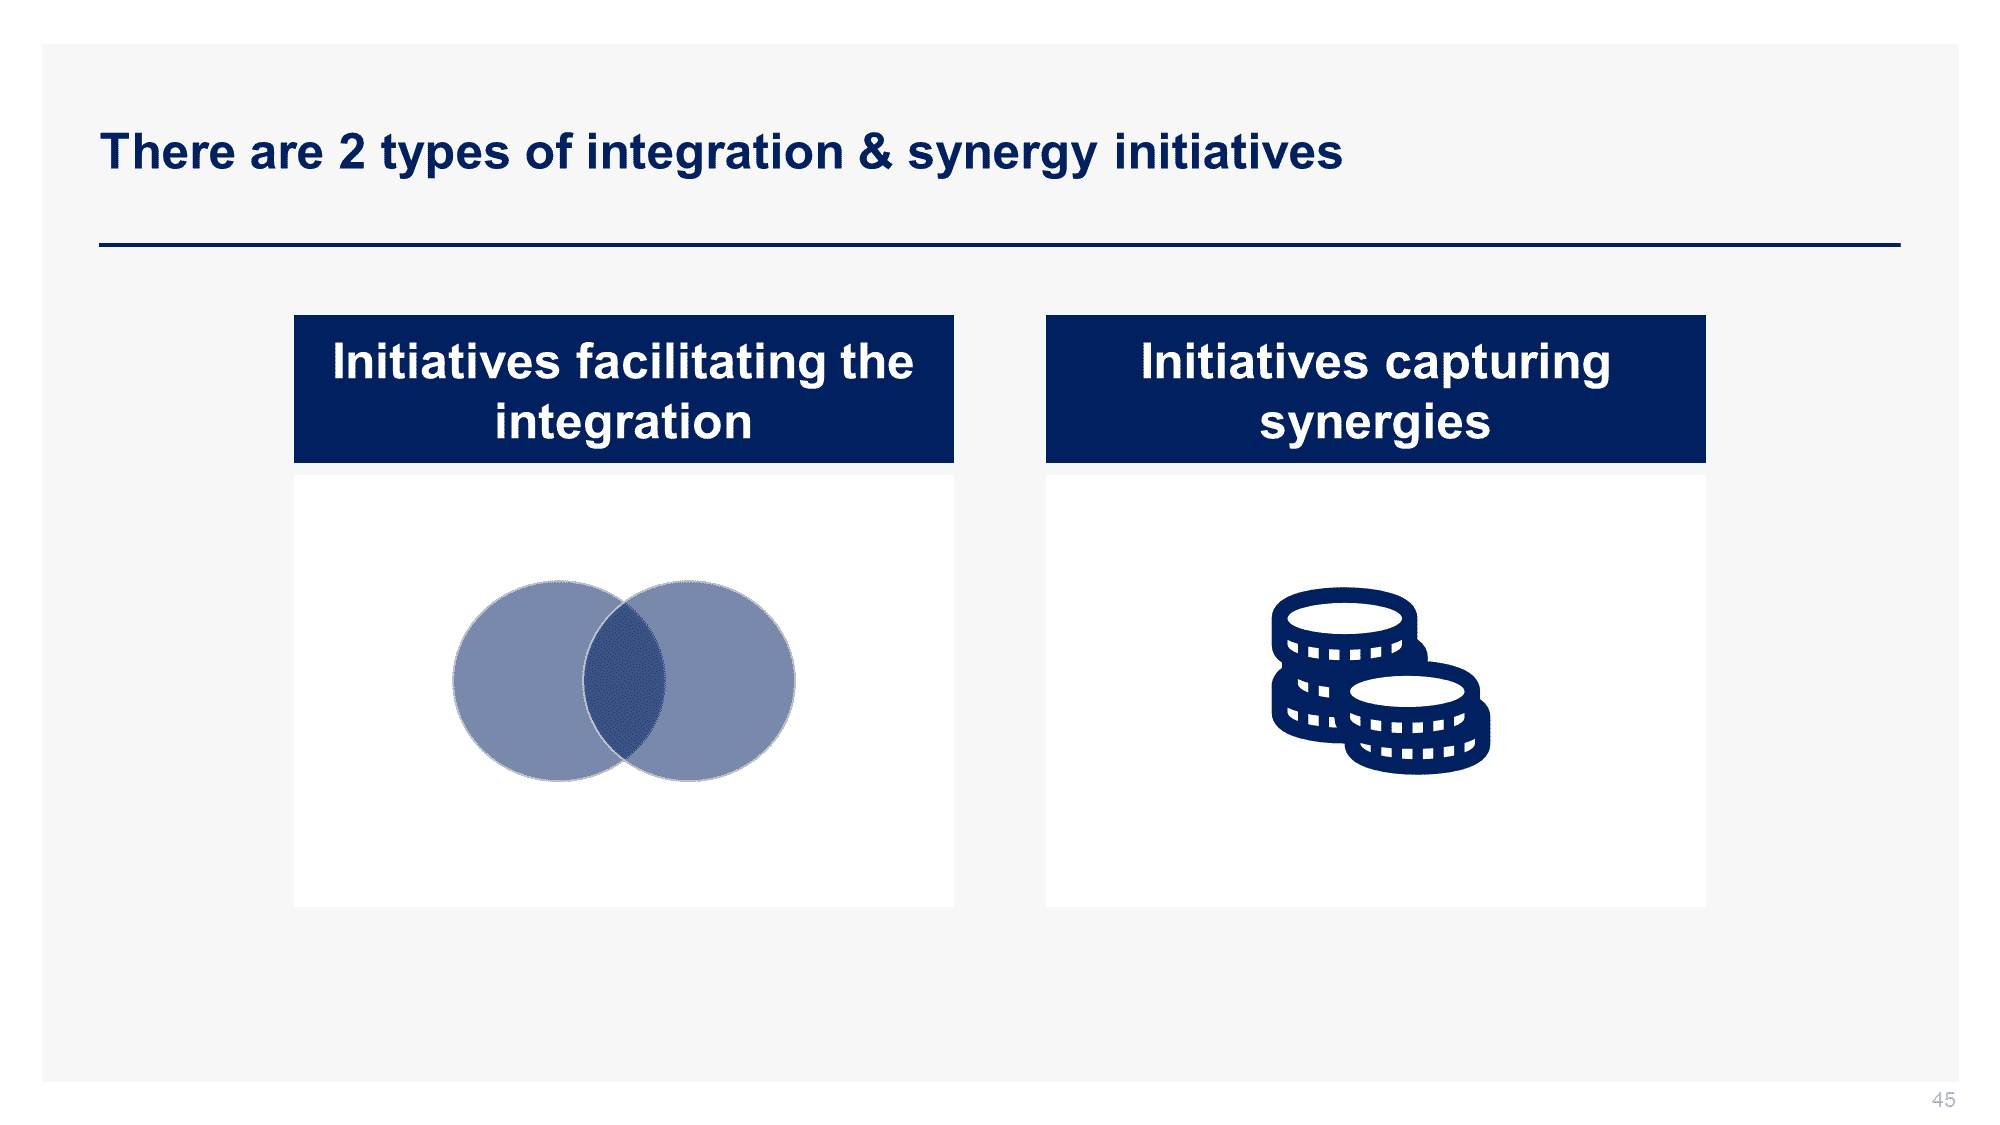 There are 2 types of integration & synergy initiatives
Initiatives facilitating the
integration
Initiatives capturing
synergies
45